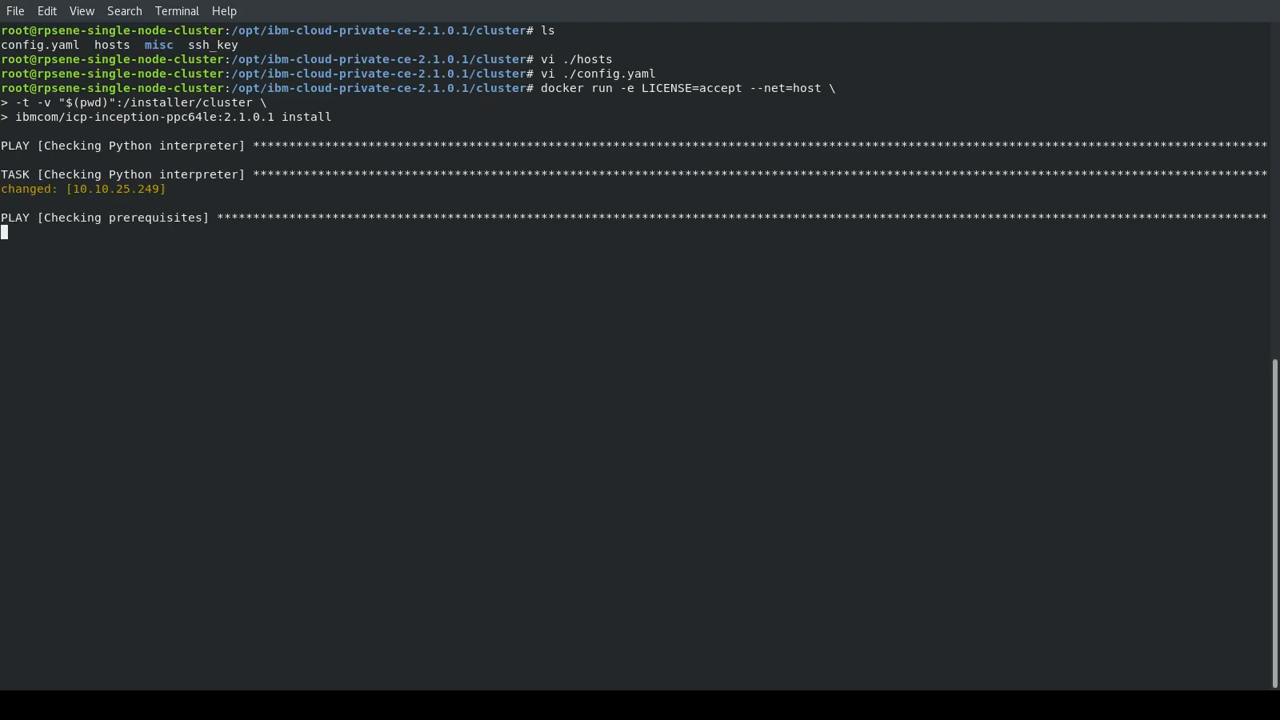 File Edit View Search Terminal Help
root@rpsene-single-node-cluster:/opt/ibm-cloud-private-ce-2.1.0.1/cluster# ls
config.yaml  hosts  misc  ssh_key
root@rpsene-single-node-cluster:/opt/ibm-cloud-private-ce-2.1.0.1/cluster# vi ./hosts
root@rpsene-single-node-cluster:/opt/ibm-cloud-private-ce-2.1.0.1/cluster# vi ./config.yaml
root@rpsene-single-node-cluster:/opt/ibm-cloud-private-ce-2.1.0.1/cluster# docker run -e LICENSE=accept --net=host \
> -t -v "$(pwd)":/installer/cluster \
> ibmcom/icp-inception-ppc64le:2.1.0.1 install
PLAY [Checking Python interpreter] *********************************************************************************************************************************************
TASK [Checking Python interpreter] *********************************************************************************************************************************************
changed: [10.10.25.249]
PLAY [Checking prerequisites] **************************************************************************************************************************************************